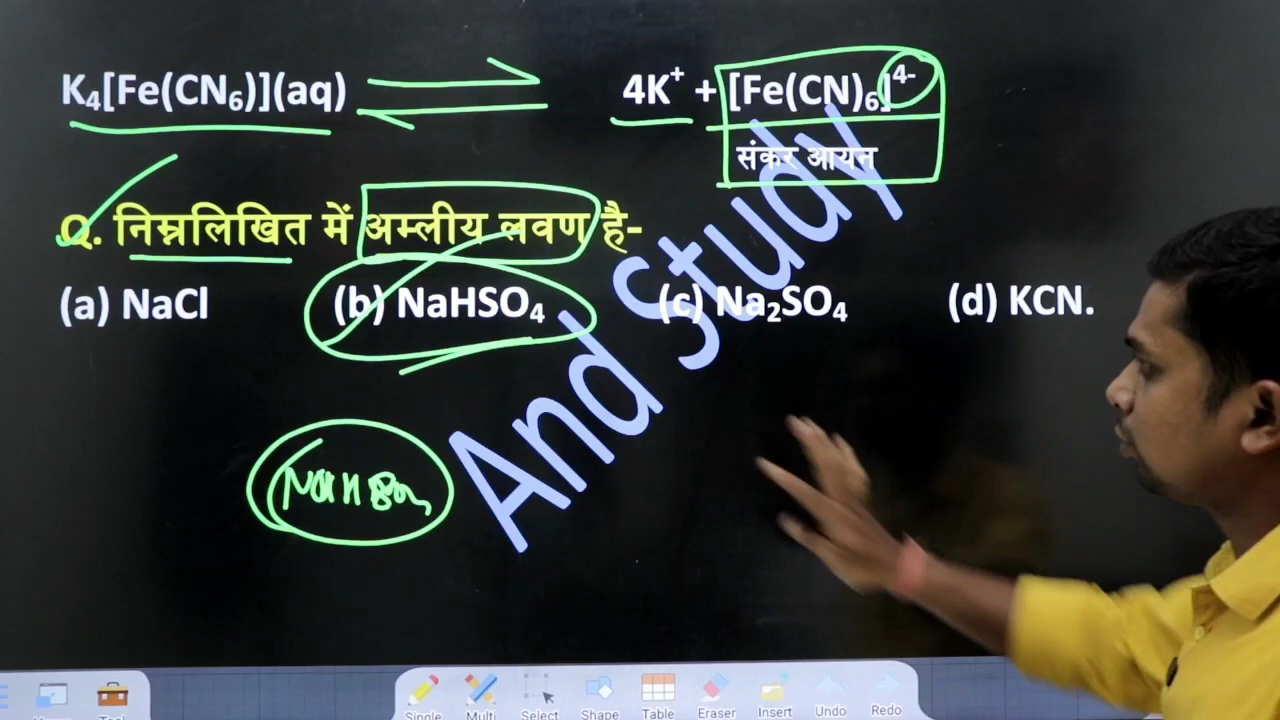 K₄[Fe(CN₆)](aq) ⇌ 4K⁺ + [Fe(CN)₆]⁴⁻
संकर आयन
Q. निम्नलिखित में अम्लीय लवण है-
(a) NaCl (b) NaHSO₄ (c) Na₂SO₄ (d) KCN.
And Study
Single Multi Select Shape Table Eraser Insert Undo Redo